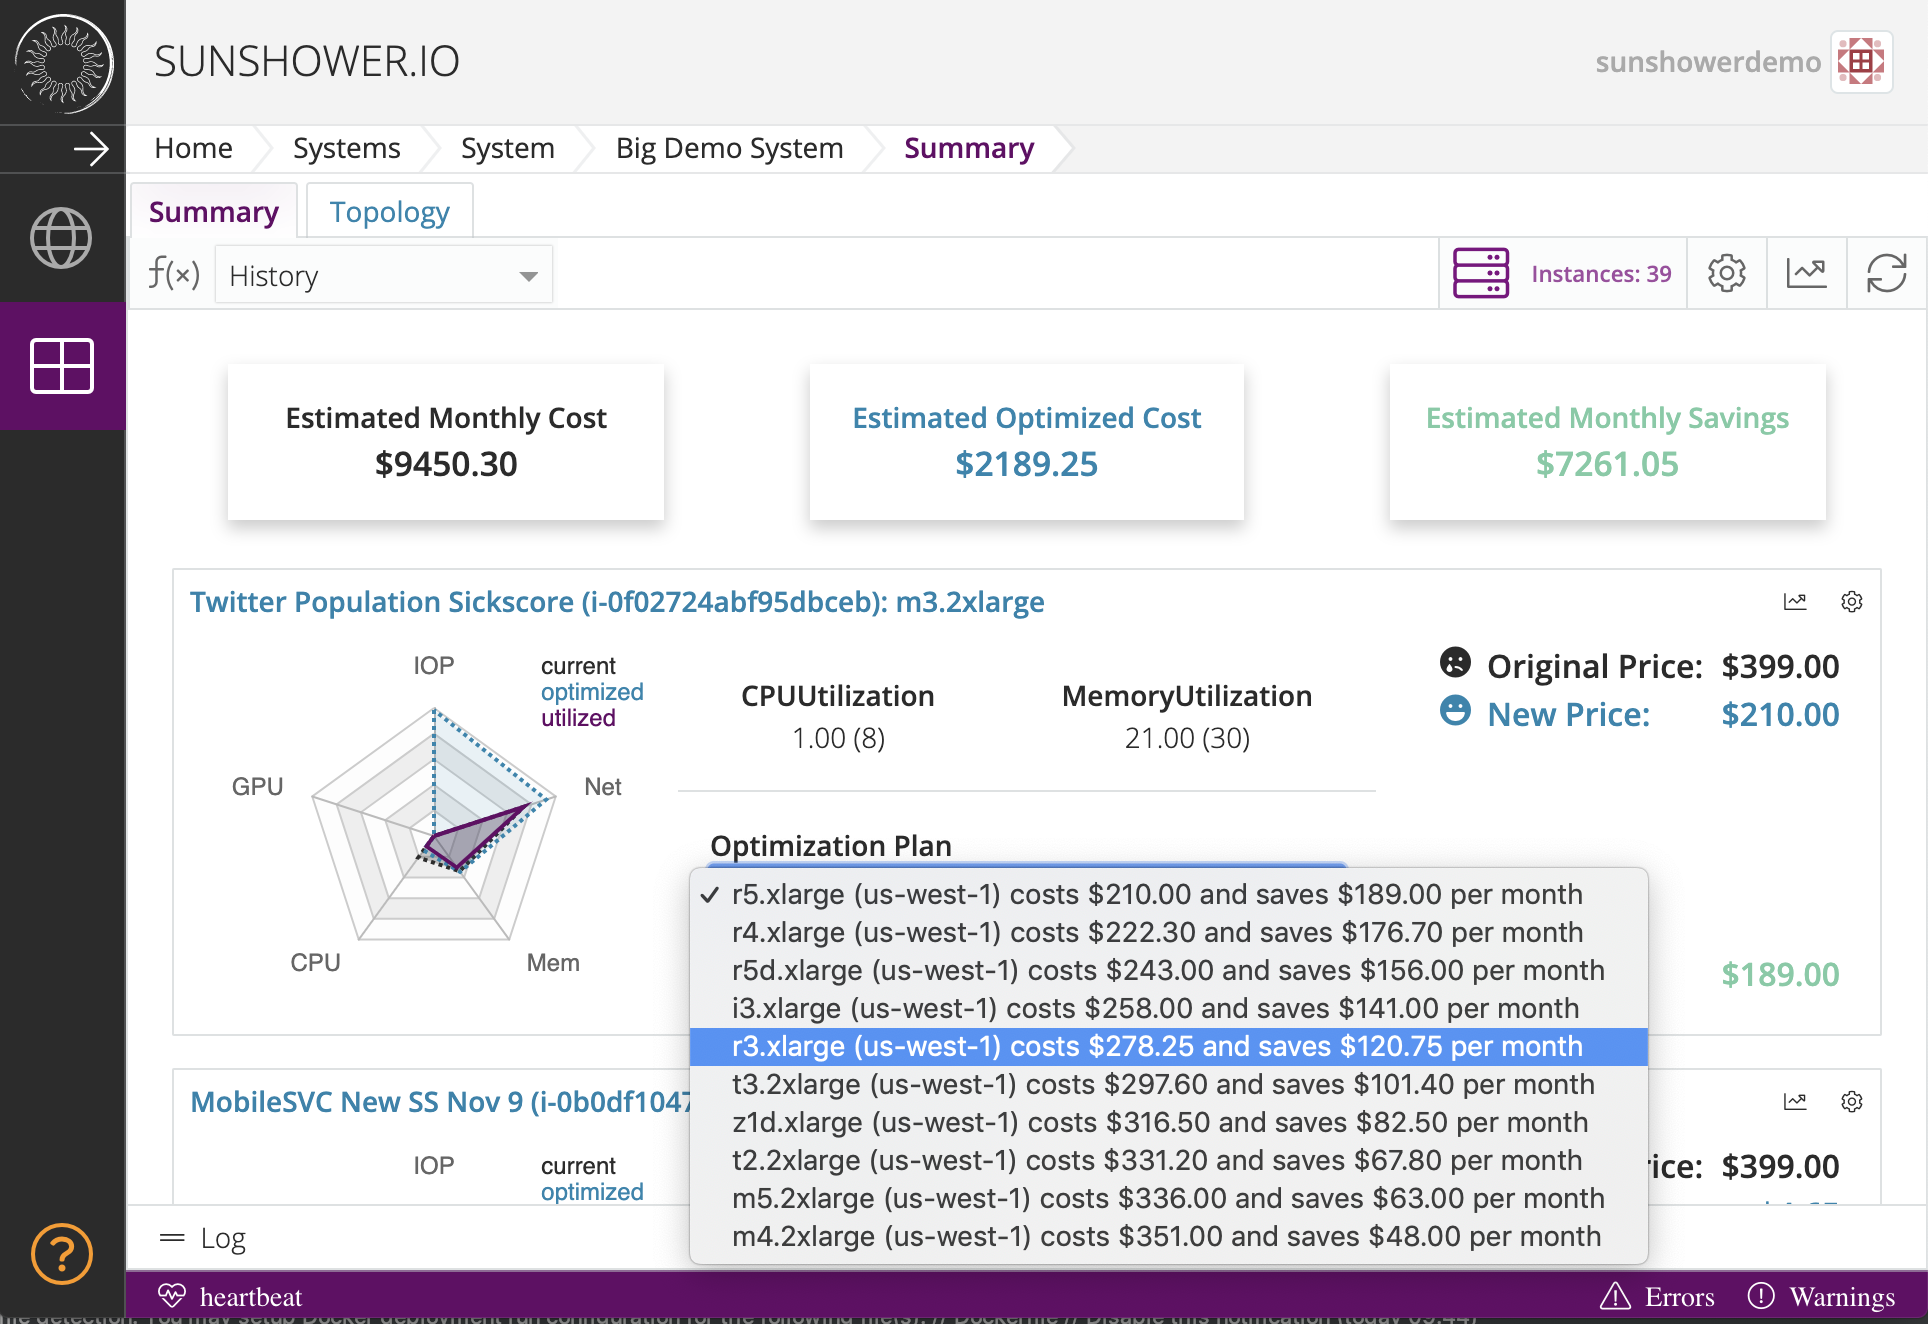 SUNSHOWER.IO
sunshowerdemo
Home
Systems
System
Big Demo System
Summary
Summary
Topology
f(x)
History
Instances: 39
Estimated Monthly Cost
$9450.30
Estimated Optimized Cost
$2189.25
Estimated Monthly Savings
$7261.05
Twitter Population Sickscore (i-0f02724abf95dbceb): m3.2xlarge
IOP
Net
Mem
CPU
GPU
current
optimized
utilized
CPUUtilization
1.00 (8)
MemoryUtilization
21.00 (30)
Original Price: $399.00
New Price: $210.00
Optimization Plan
✓ r5.xlarge (us-west-1) costs $210.00 and saves $189.00 per month
r4.xlarge (us-west-1) costs $222.30 and saves $176.70 per month
r5d.xlarge (us-west-1) costs $243.00 and saves $156.00 per month
i3.xlarge (us-west-1) costs $258.00 and saves $141.00 per month
r3.xlarge (us-west-1) costs $278.25 and saves $120.75 per month
t3.2xlarge (us-west-1) costs $297.60 and saves $101.40 per month
z1d.xlarge (us-west-1) costs $316.50 and saves $82.50 per month
t2.2xlarge (us-west-1) costs $331.20 and saves $67.80 per month
m5.2xlarge (us-west-1) costs $336.00 and saves $63.00 per month
m4.2xlarge (us-west-1) costs $351.00 and saves $48.00 per month
$189.00
MobileSVC New SS Nov 9 (i-0b0df1047
IOP
current
optimized
rice: $399.00
Log
?
heartbeat
Errors
Warnings